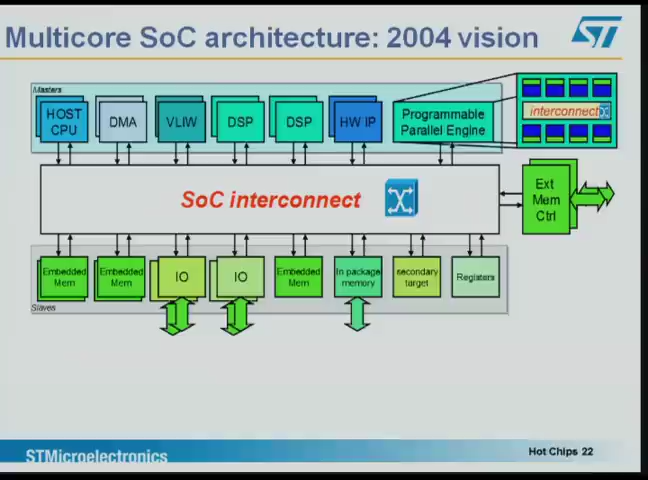 ST
Multicore SoC architecture: 2004 vision
Masters
HOST
CPU
DMA
VLIW
DSP
DSP
HW IP
Programmable
Parallel Engine
interconnect
SoC interconnect
Ext
Mem
Ctrl
Embedded
Mem
Embedded
Mem
IO
IO
Embedded
Mem
In package
memory
secondary
target
Registers
Slaves
STMicroelectronics
Hot Chips 22